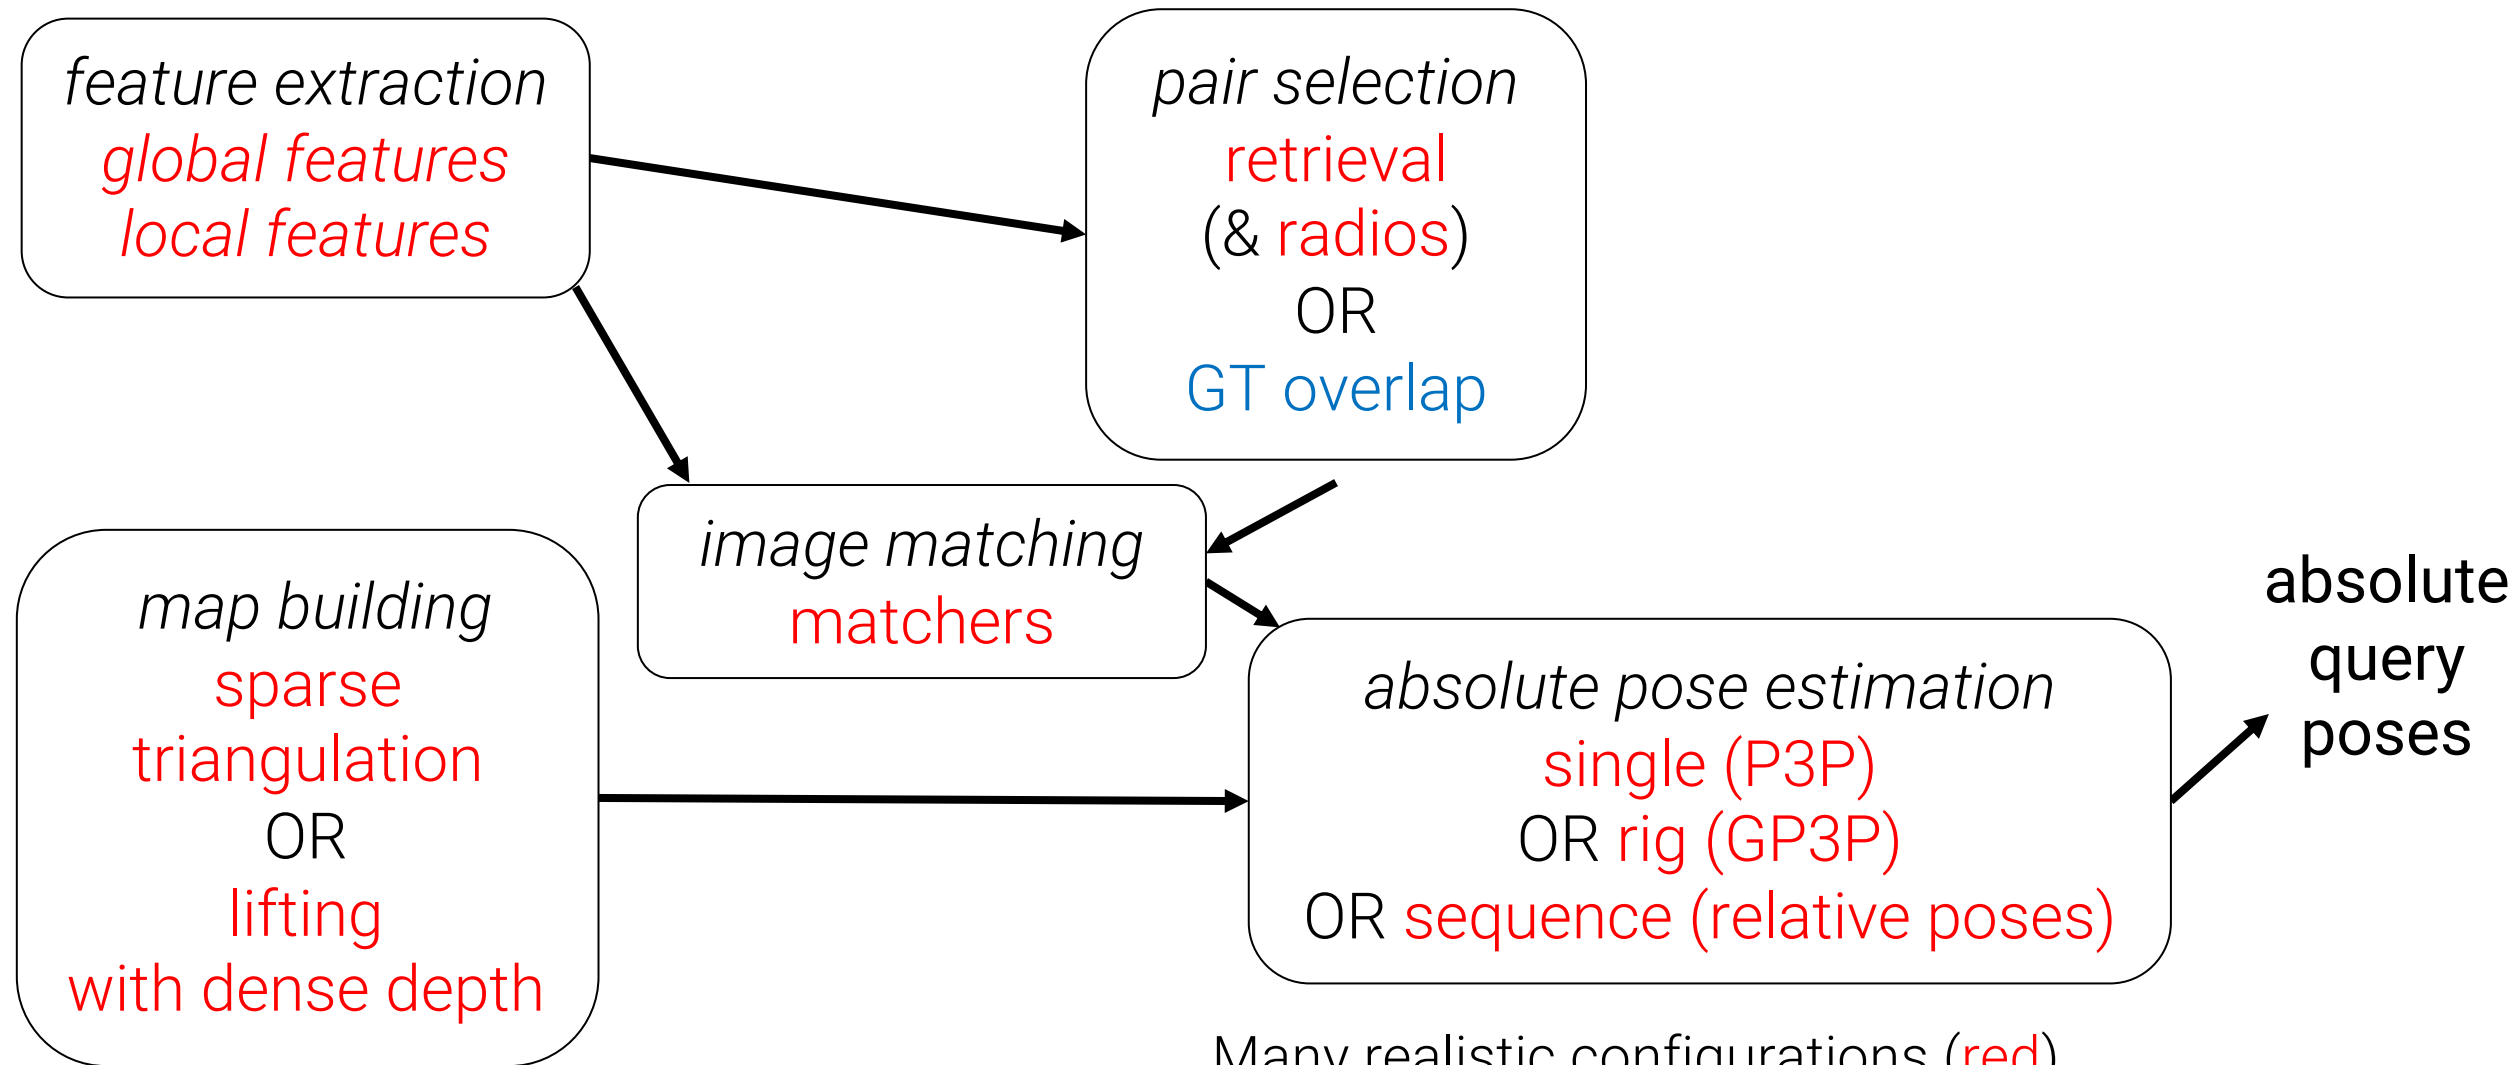 feature extraction
global features
local features
pair selection
retrieval
(& radios)
OR
GT overlap
image matching
matchers
map building
sparse
triangulation
OR
lifting
with dense depth
absolute pose estimation
single (P3P)
OR rig (GP3P)
OR sequence (relative poses)
absolute
query
poses
Many realistic configurations (red)